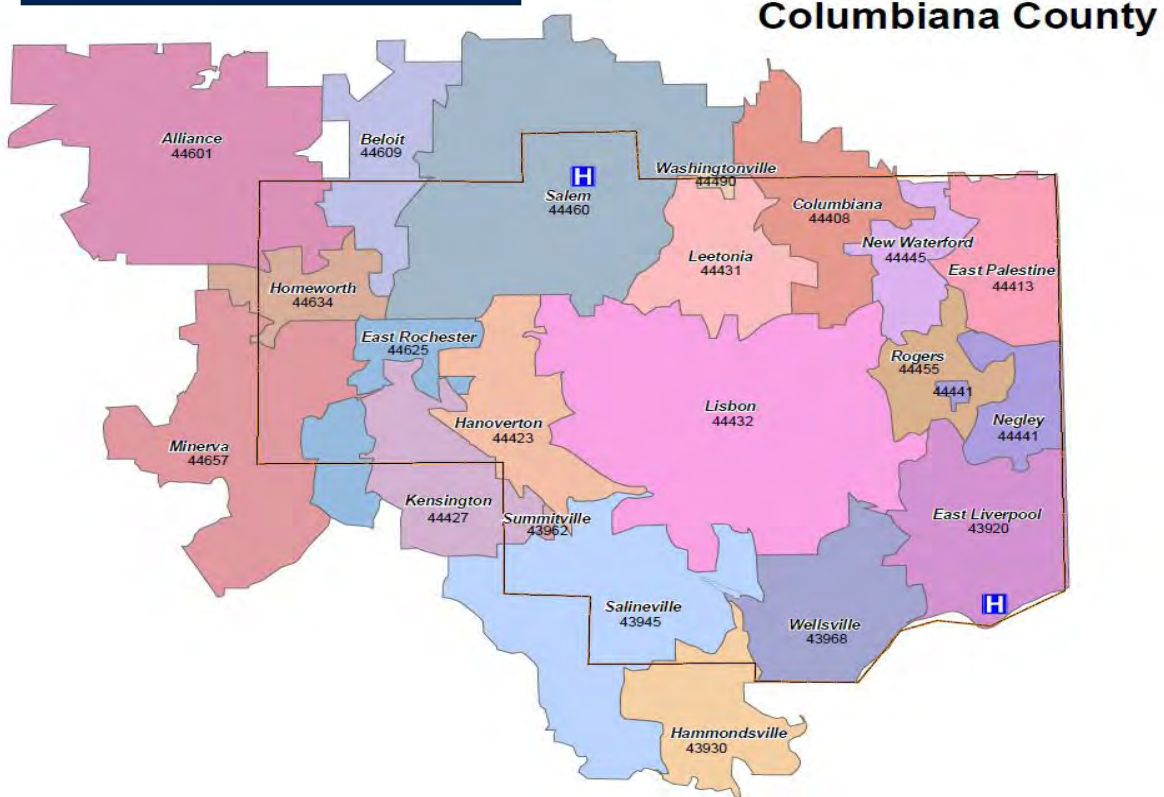 Columbiana County
Alliance
44601
Beloit
44609
H
Salem
44460
Washingtonville
44490
Columbiana
44408
Leetonia
44431
New Waterford
44445
East Palestine
44413
Homeworth
44634
East Rochester
44625
Rogers
44455
44441
Negley
44441
Lisbon
44432
Hanoverton
44423
Minerva
44657
Kensington
44427
Summitville
43962
East Liverpool
43920
H
Salineville
43945
Wellsville
43968
Hammondsville
43930